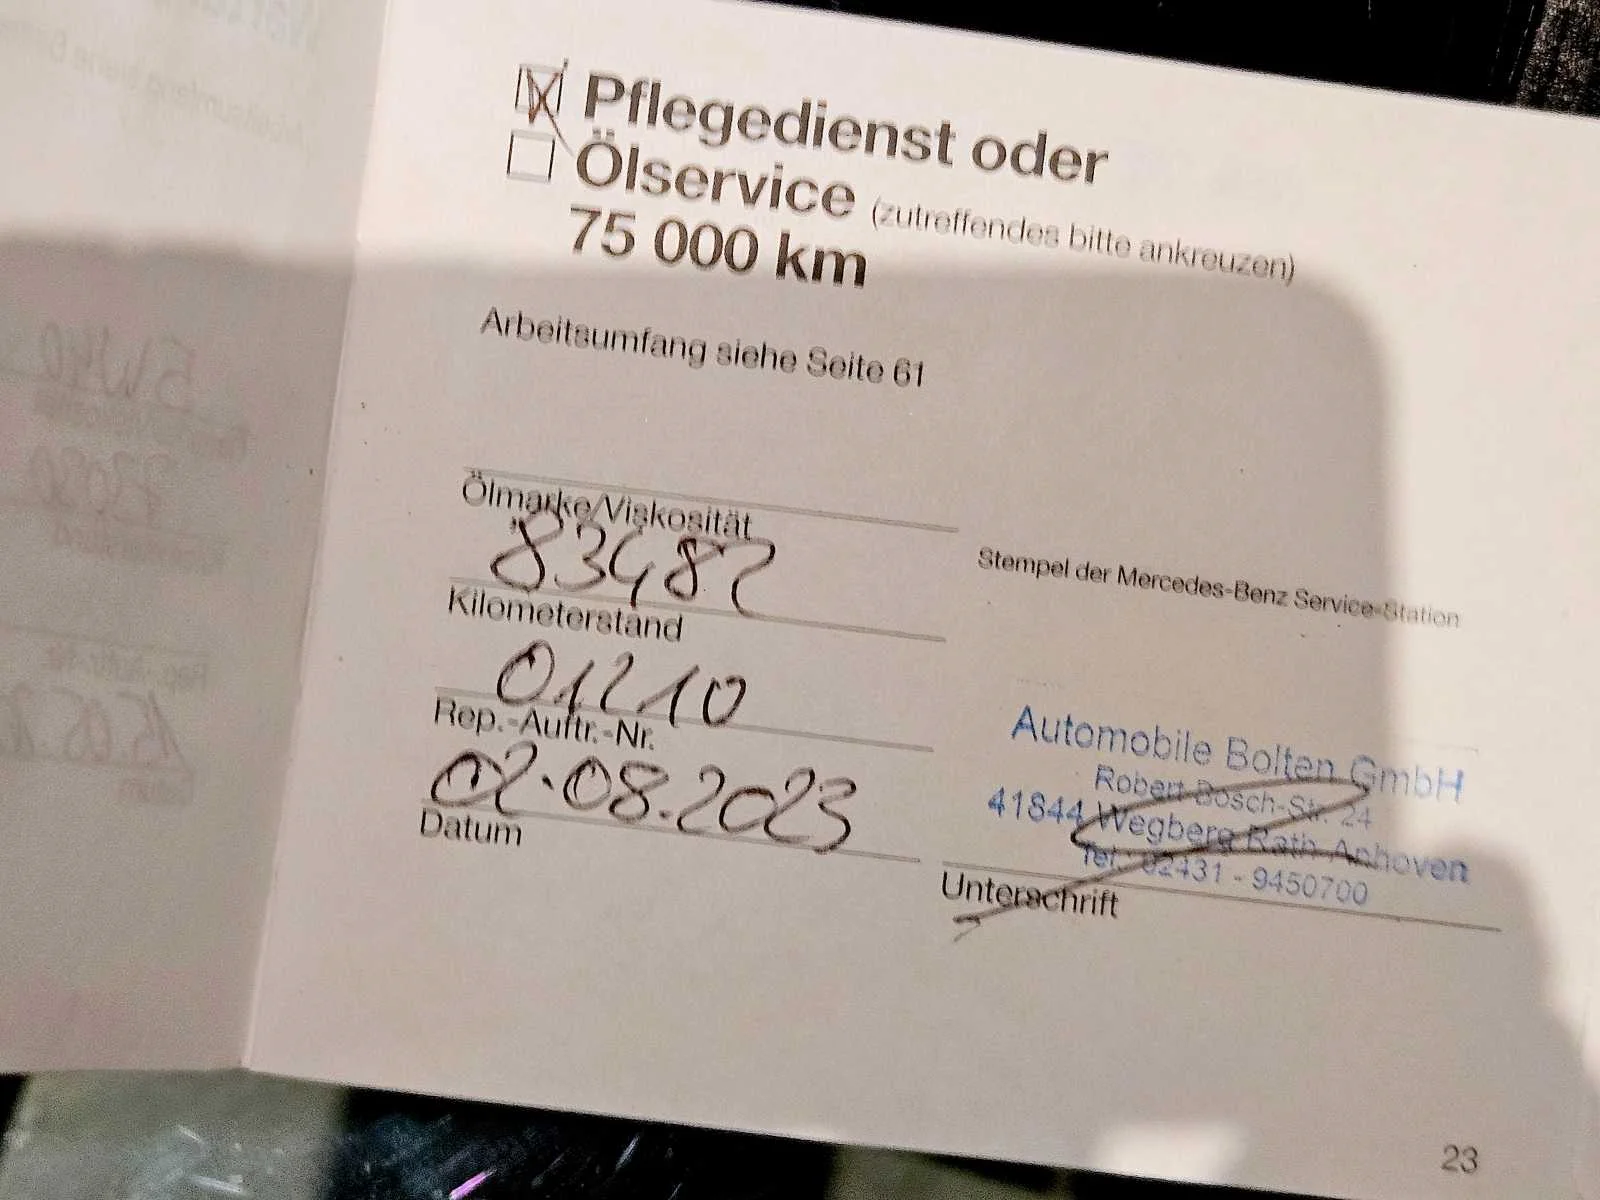 Pflegedienst oder
Ölservice (zutreffendes bitte ankreuzen)
75 000 km
Arbeitsumfang siehe Seite 61
Ölmarke/Viskosität
83482
Kilometerstand
01210
Rep.-Auftr.-Nr.
02.08.2023
Datum
Stempel der Mercedes-Benz Service-Station
Automobile Bolten GmbH
Robert-Bosch-Str. 24
41844 Wegberg Rath-Anhoven
Tel.: 02431 - 9450700
Unterschrift
23